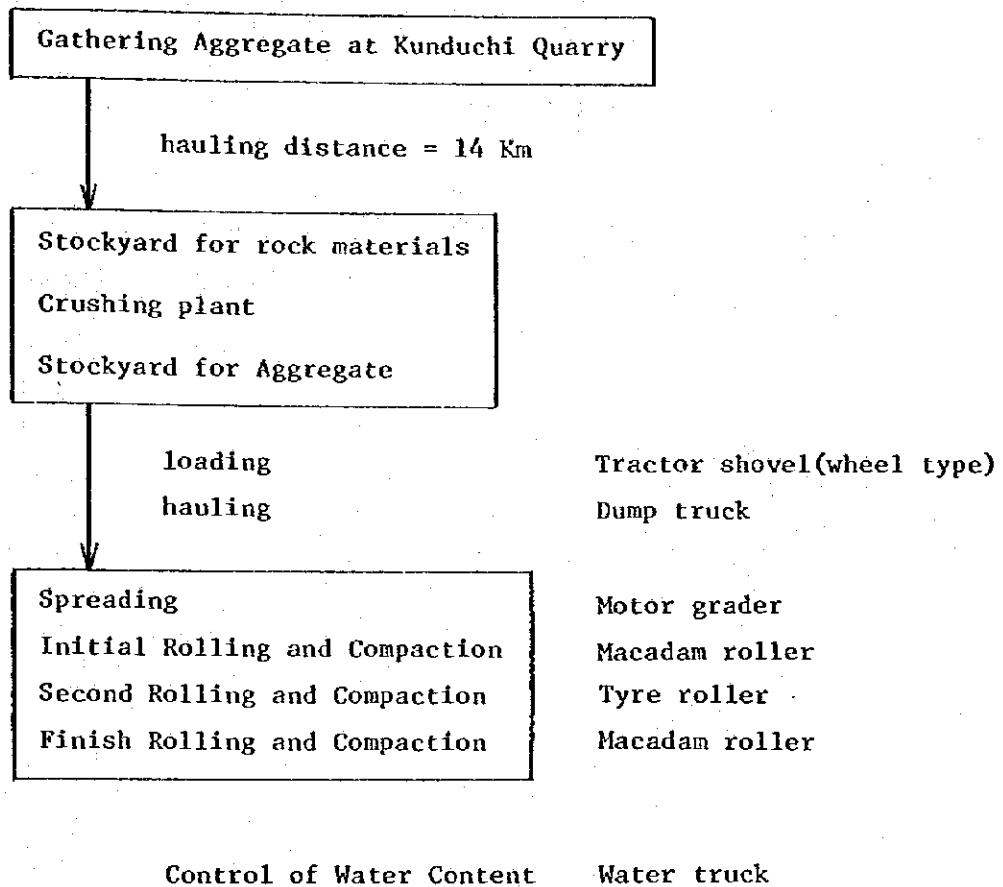 Gathering Aggregate at Kunduchi Quarry
hauling distance = 14 Km
Stockyard for rock materials
Crushing plant
Stockyard for Aggregate
loading Tractor shovel(wheel type)
hauling Dump truck
Spreading Motor grader
Initial Rolling and Compaction Macadam roller
Second Rolling and Compaction Tyre roller
Finish Rolling and Compaction Macadam roller
Control of Water Content Water truck